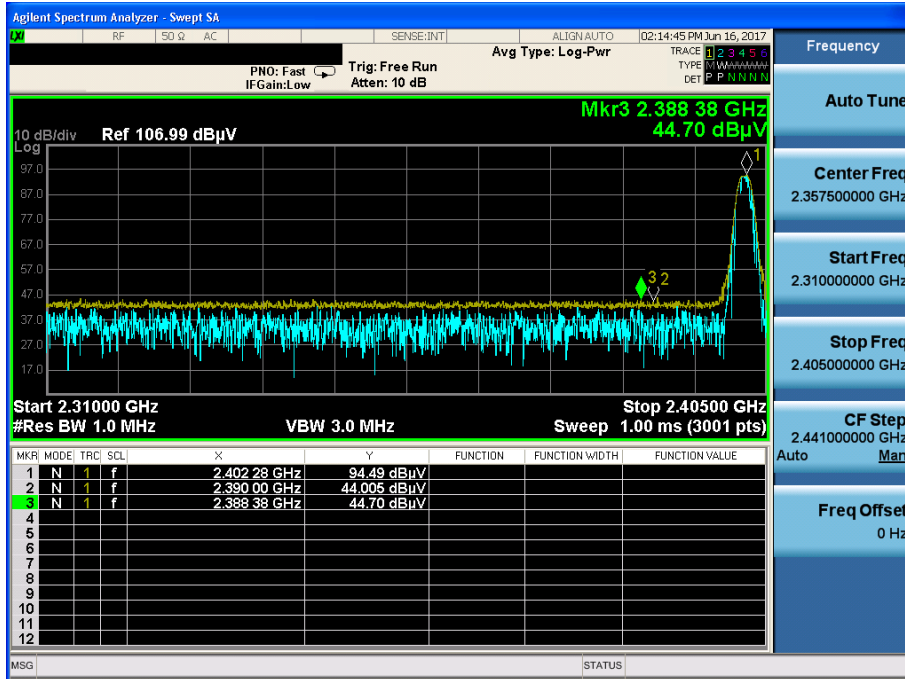 Agilent Spectrum Analyzer - Swept SA
LXI RF 50 Ω AC SENSE:INT ALIGN AUTO 02:14:45 PM Jun 16, 2017
Frequency
Avg Type: Log-Pwr
TRACE 1 2 3 4 5 6
PNO: Fast Trig: Free Run
TYPE M WWWWW
IFGain:Low Atten: 10 dB
DET P P N N N N
Auto Tune
Mkr3 2.388 38 GHz
10 dB/div Ref 106.99 dBµV 44.70 dBµV
Log
97.0
87.0
77.0
67.0
57.0
47.0
37.0
27.0
17.0
1
3 2
Center Freq
2.357500000 GHz
Start Freq
2.310000000 GHz
Stop Freq
2.405000000 GHz
Start 2.31000 GHz Stop 2.40500 GHz
#Res BW 1.0 MHz VBW 3.0 MHz Sweep 1.00 ms (3001 pts)
CF Step
2.441000000 GHz
Auto Man
Freq Offset
0 Hz
MKR MODE TRC SCL X Y FUNCTION FUNCTION WIDTH FUNCTION VALUE
1 N 1 f 2.402 28 GHz 94.49 dBµV
2 N 1 f 2.390 00 GHz 44.005 dBµV
3 N 1 f 2.388 38 GHz 44.70 dBµV
4
5
6
7
8
9
10
11
12
MSG STATUS